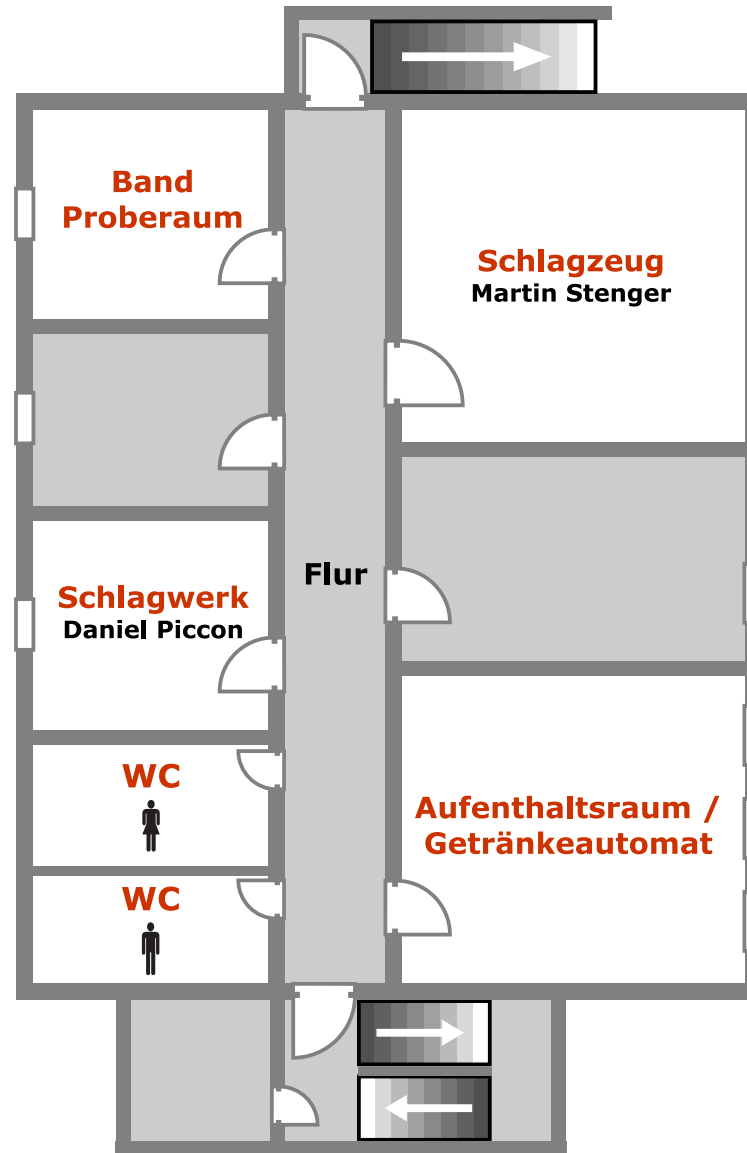 Band
Proberaum
Schlagzeug
Martin Stenger
Flur
Schlagwerk
Daniel Piccon
WC
Aufenthaltsraum /
Getränkeautomat
WC